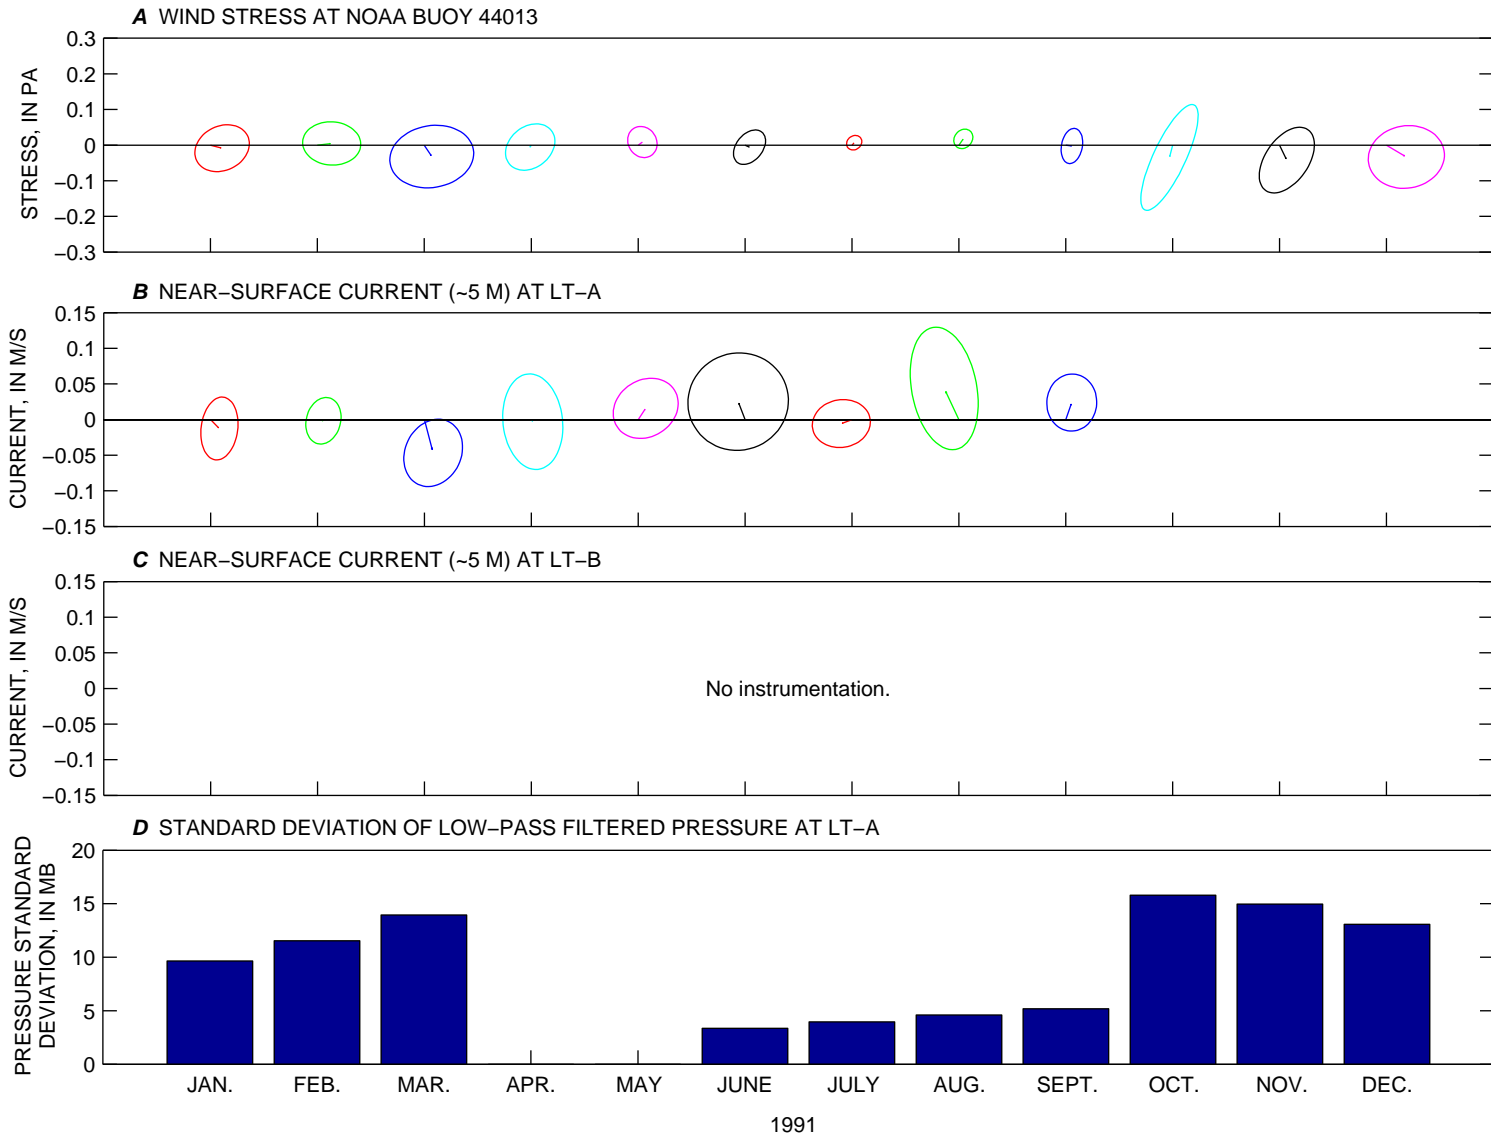 A WIND STRESS AT NOAA BUOY 44013
STRESS, IN PA
0.3
0.2
0.1
0
−0.1
−0.2
−0.3
B NEAR−SURFACE CURRENT (~5 M) AT LT−A
CURRENT, IN M/S
0.15
0.1
0.05
0
−0.05
−0.1
−0.15
C NEAR−SURFACE CURRENT (~5 M) AT LT−B
CURRENT, IN M/S
0.15
0.1
0.05
0
−0.05
−0.1
−0.15
No instrumentation.
D STANDARD DEVIATION OF LOW−PASS FILTERED PRESSURE AT LT−A
PRESSURE STANDARD
DEVIATION, IN MB
20
15
10
5
0
JAN. FEB. MAR. APR. MAY JUNE JULY AUG. SEPT. OCT. NOV. DEC.
1991